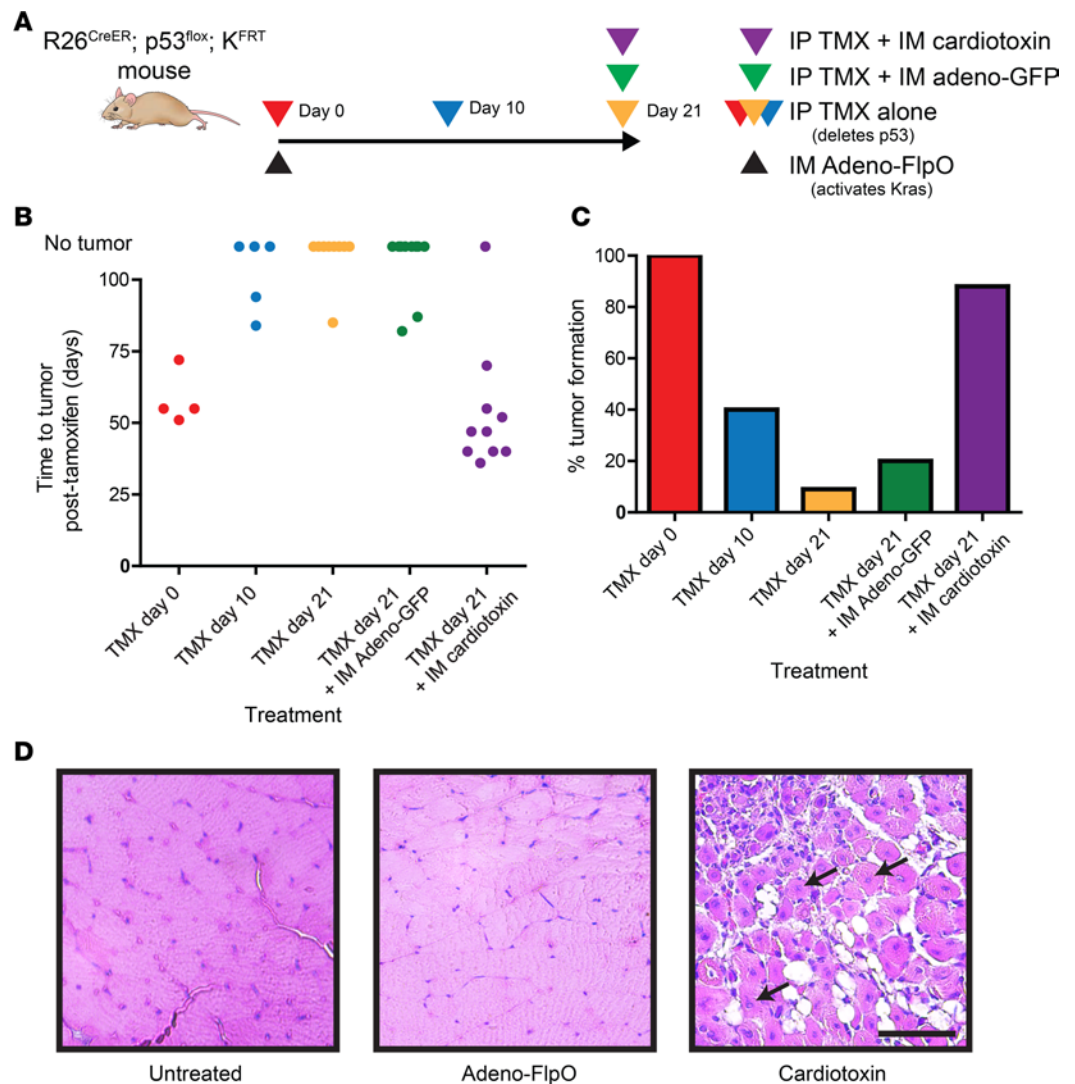 A
R26CreER; p53flox; KFRT
mouse
Day 0
Day 10
Day 21
IP TMX + IM cardiotoxin
IP TMX + IM adeno-GFP
IP TMX alone
(deletes p53)
IM Adeno-FlpO
(activates Kras)
B
No tumor
100
75
50
25
0
Time to tumor
post-tamoxifen (days)
TMX day 0
TMX day 10
TMX day 21
TMX day 21
+ IM Adeno-GFP
TMX day 21
+ IM cardiotoxin
Treatment
C
100
80
60
40
20
0
% tumor formation
TMX day 0
TMX day 10
TMX day 21
TMX day 21
+ IM Adeno-GFP
TMX day 21
+ IM cardiotoxin
Treatment
D
Untreated
Adeno-FlpO
Cardiotoxin